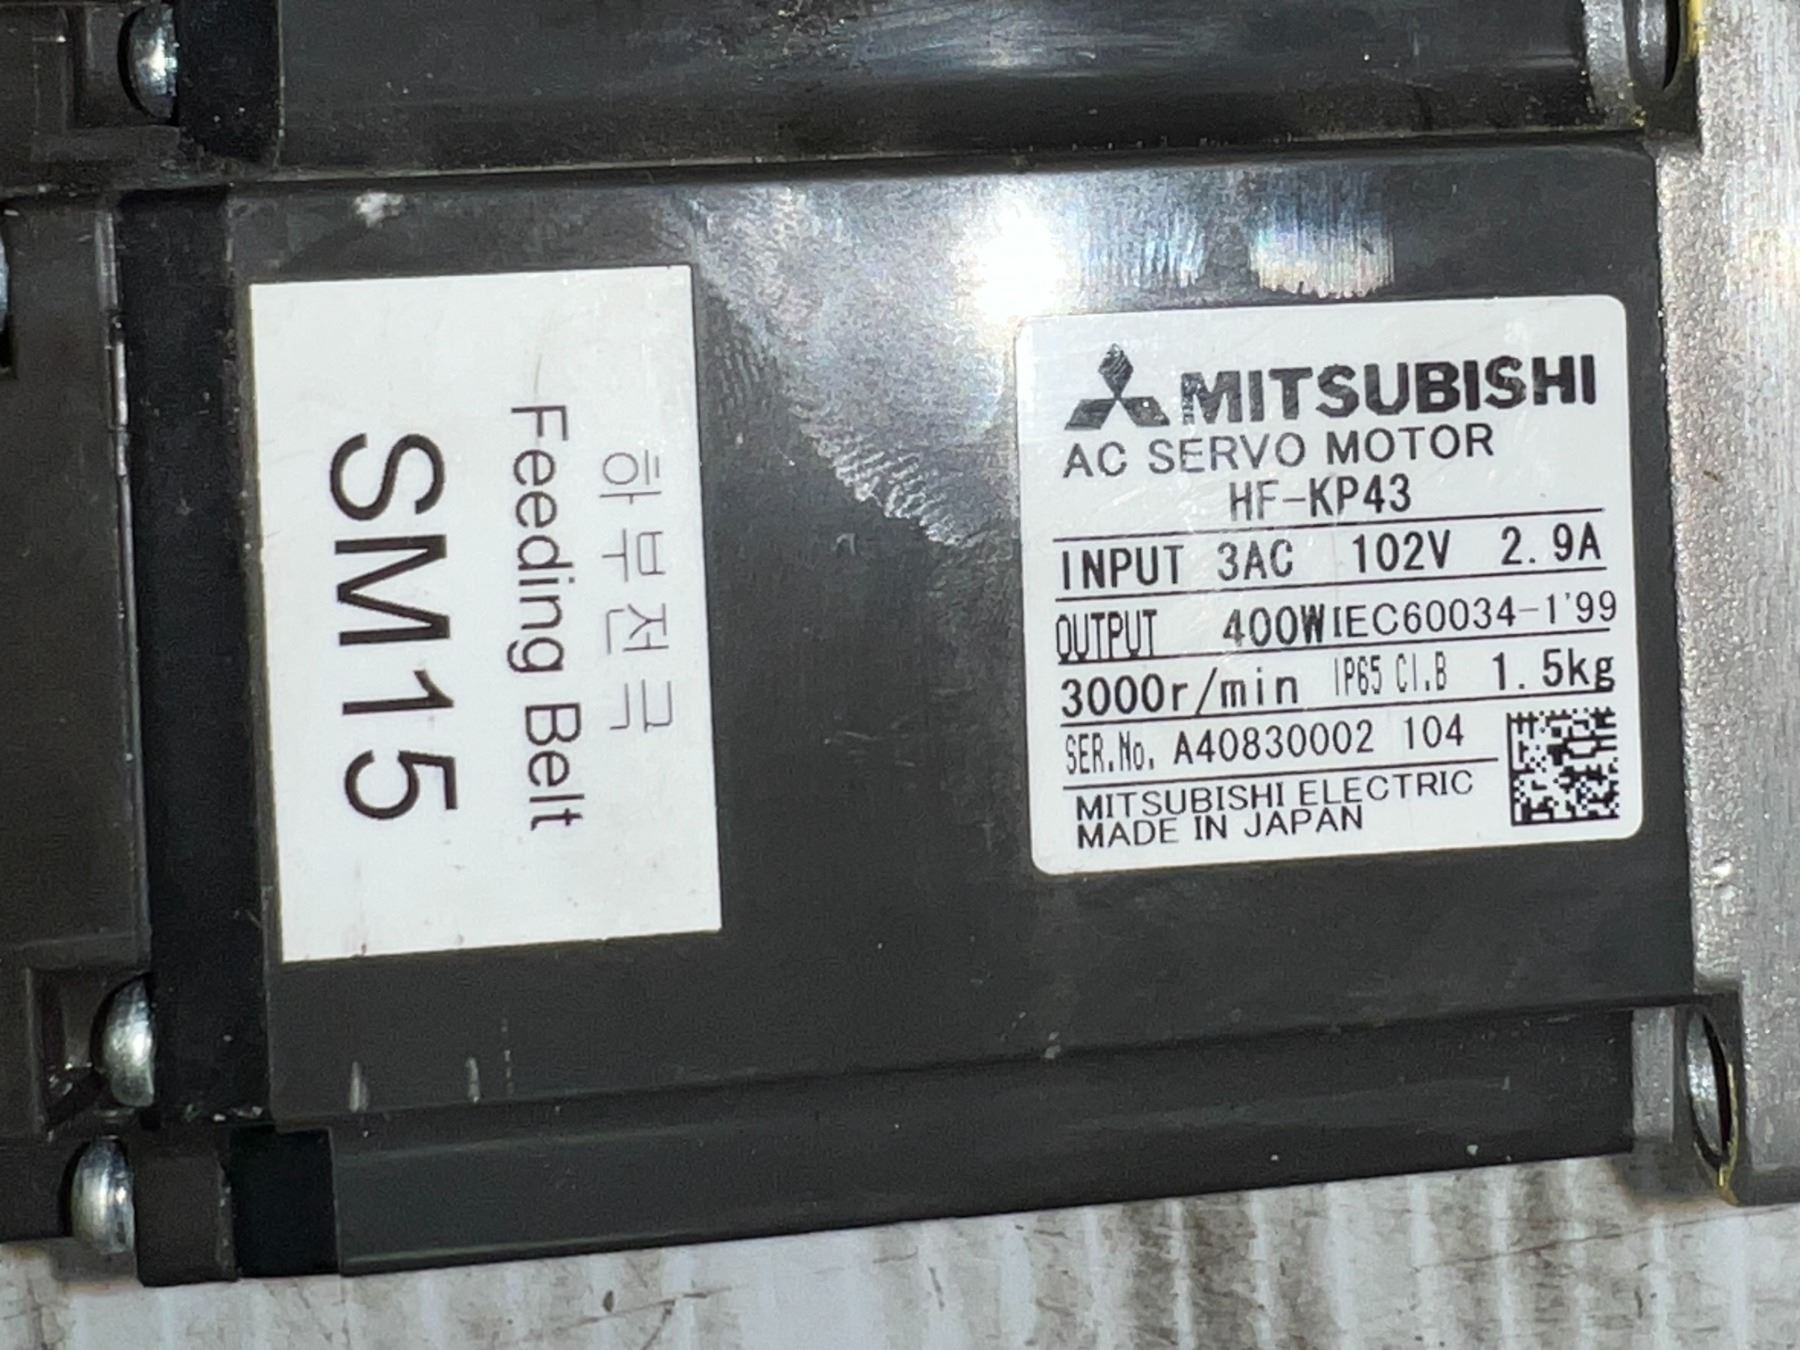 하부전극
Feeding Belt
SM15
MITSUBISHI
AC SERVO MOTOR
HF-KP43
INPUT 3AC 102V 2.9A
OUTPUT 400W IEC60034-1'99
3000r/min IP65 Cl.B 1.5kg
SER.No. A40830002 104
MITSUBISHI ELECTRIC
MADE IN JAPAN